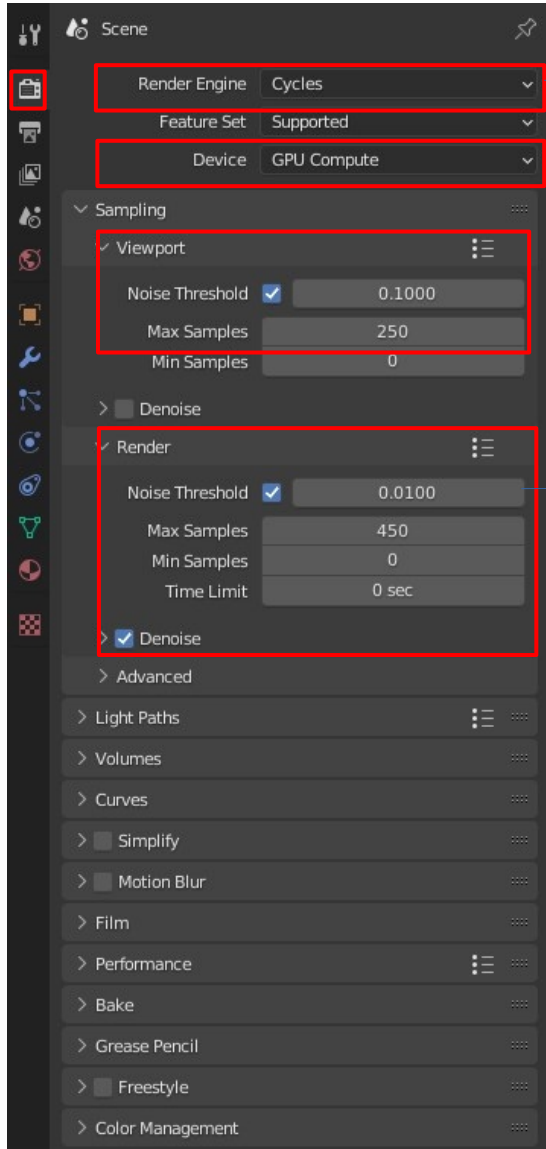 Scene
Render Engine Cycles
Feature Set Supported
Device GPU Compute
Sampling
Viewport
Noise Threshold 0.1000
Max Samples 250
Min Samples 0
Denoise
Render
Noise Threshold 0.0100
Max Samples 450
Min Samples 0
Time Limit 0 sec
Denoise
Advanced
Light Paths
Volumes
Curves
Simplify
Motion Blur
Film
Performance
Bake
Grease Pencil
Freestyle
Color Management